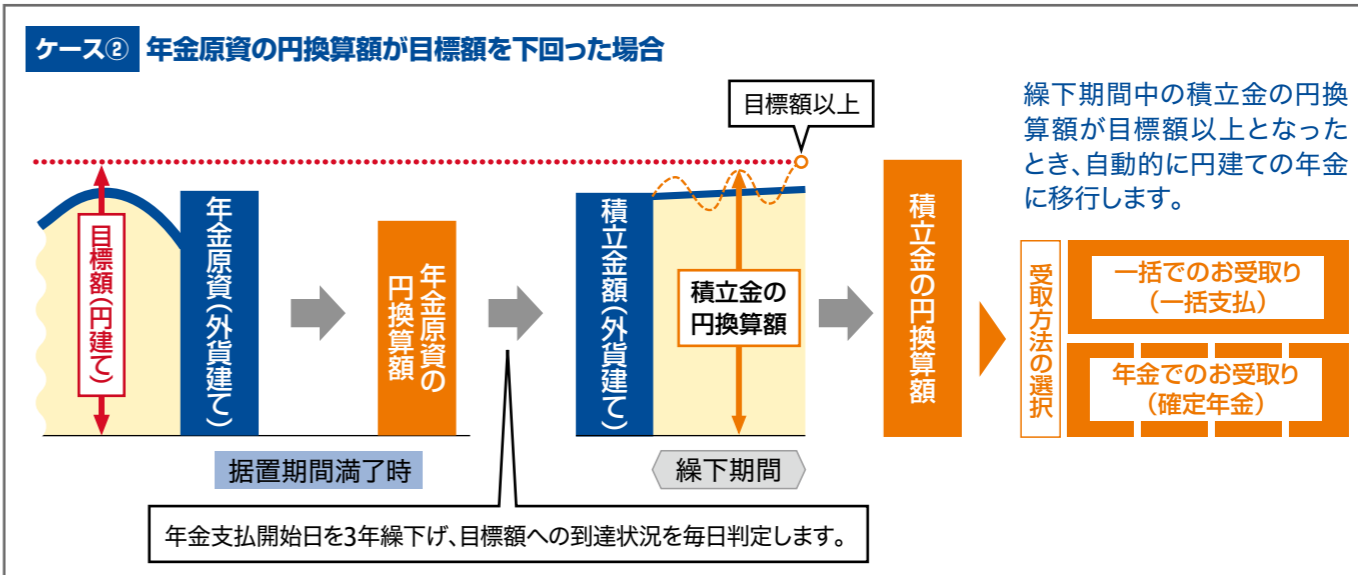 ケース② 年金原資の円換算額が目標額を下回った場合
目標額以上
繰下期間中の積立金の円換
算額が目標額以上となった
とき、自動的に円建ての年金
に移行します。
目標額(円建て)
年金原資(外貨建て)
年金原資の
円換算額
積立金額(外貨建て)
積立金の
円換算額
積立金の円換算額
受取方法の選択
一括でのお受取り
(一括支払)
年金でのお受取り
(確定年金)
据置期間満了時
繰下期間
年金支払開始日を3年繰下げ、目標額への到達状況を毎日判定します。